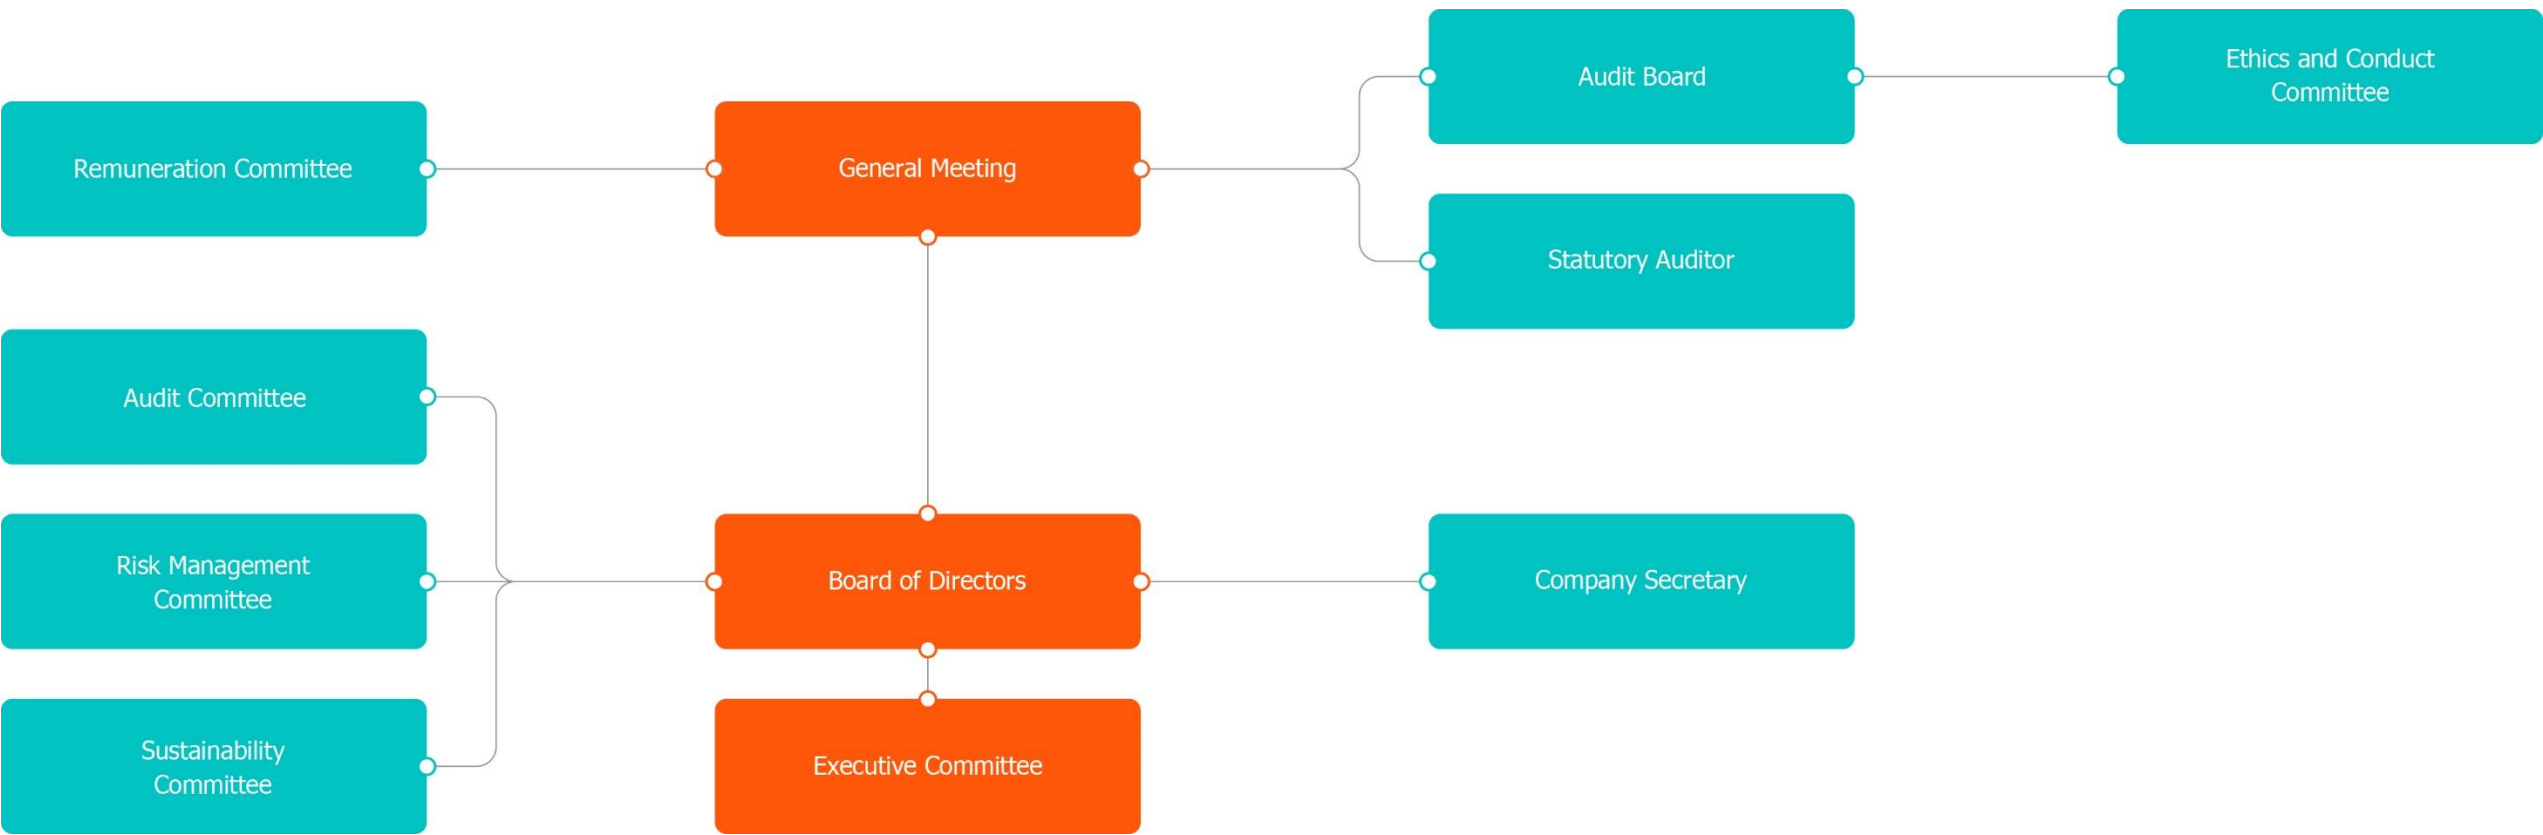 Audit Board
Ethics and Conduct
Committee
Remuneration Committee
General Meeting
Statutory Auditor
Audit Committee
Risk Management
Committee
Board of Directors
Company Secretary
Sustainability
Committee
Executive Committee